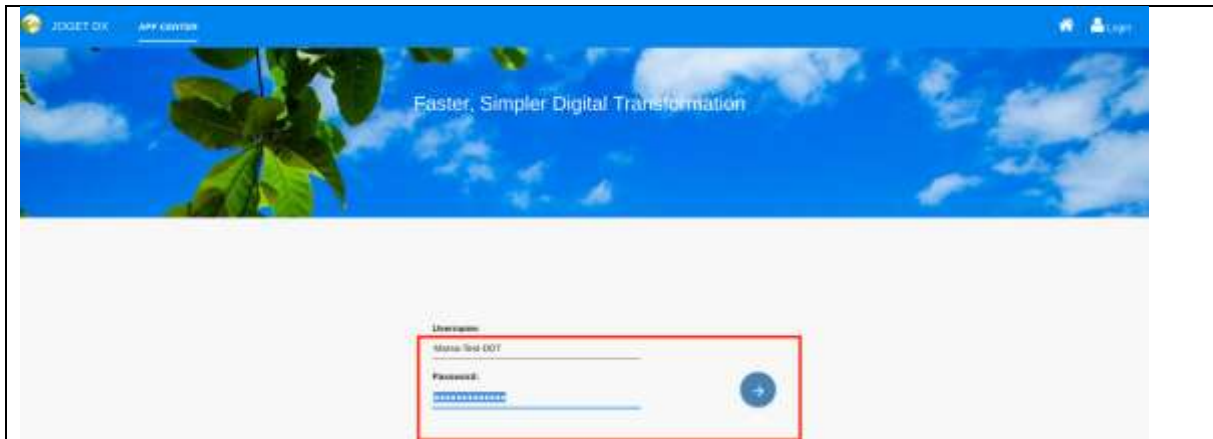 JOGET DX APP CENTER Login
Faster, Simpler Digital Transformation
Username:
Password: